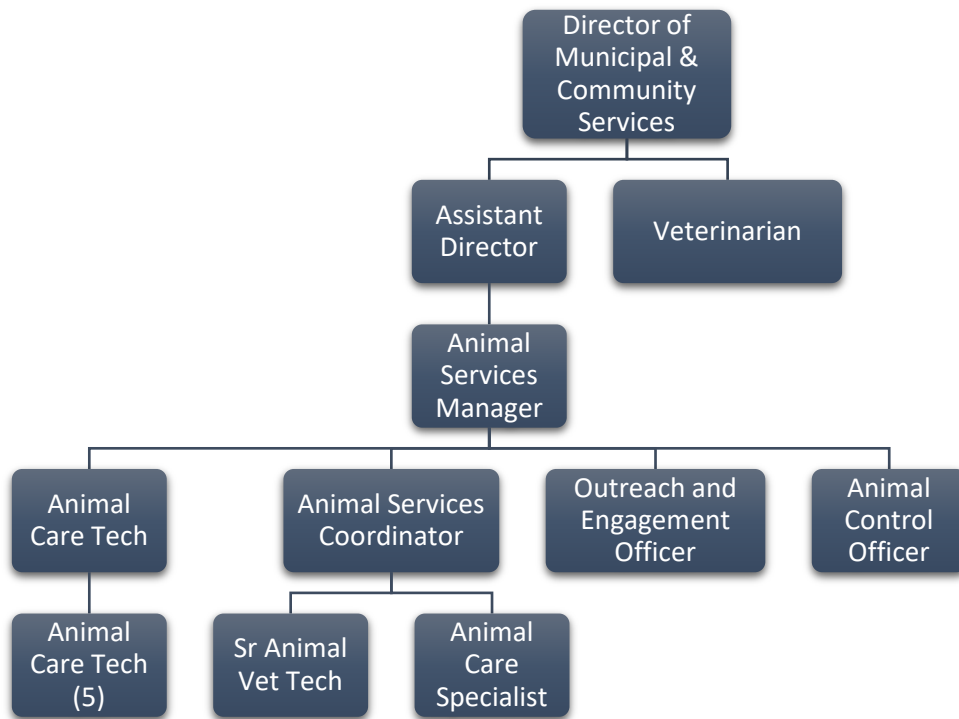 Director of
Municipal &
Community
Services
Assistant
Director
Veterinarian
Animal
Services
Manager
Animal
Care Tech
Animal Services
Coordinator
Outreach and
Engagement
Officer
Animal
Control
Officer
Animal
Care Tech
(5)
Sr Animal
Vet Tech
Animal
Care
Specialist